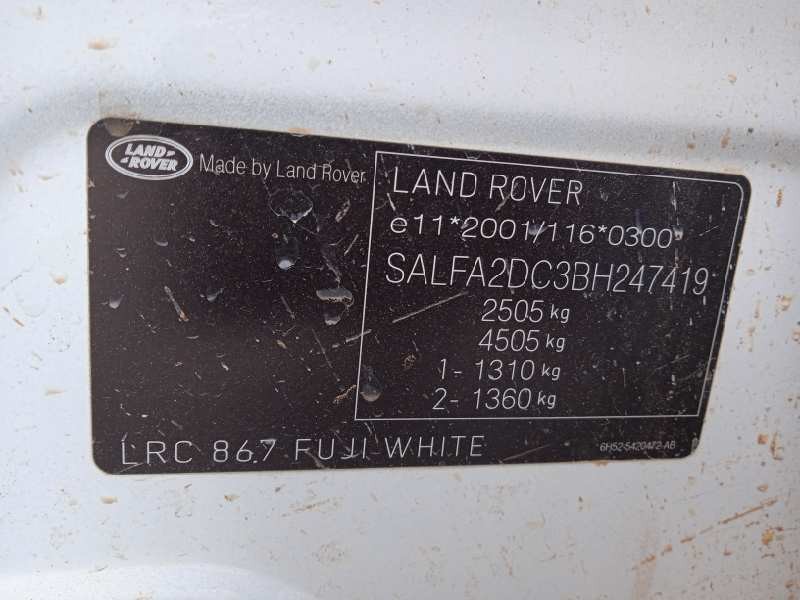 LAND ROVER
Made by Land Rover
LAND ROVER
e11*2001/116*0300
SALFA2DC3BH247419
2505 kg
4505 kg
1- 1310 kg
2- 1360 kg
LRC 867 FUJI WHITE
6H52-5420472-AB